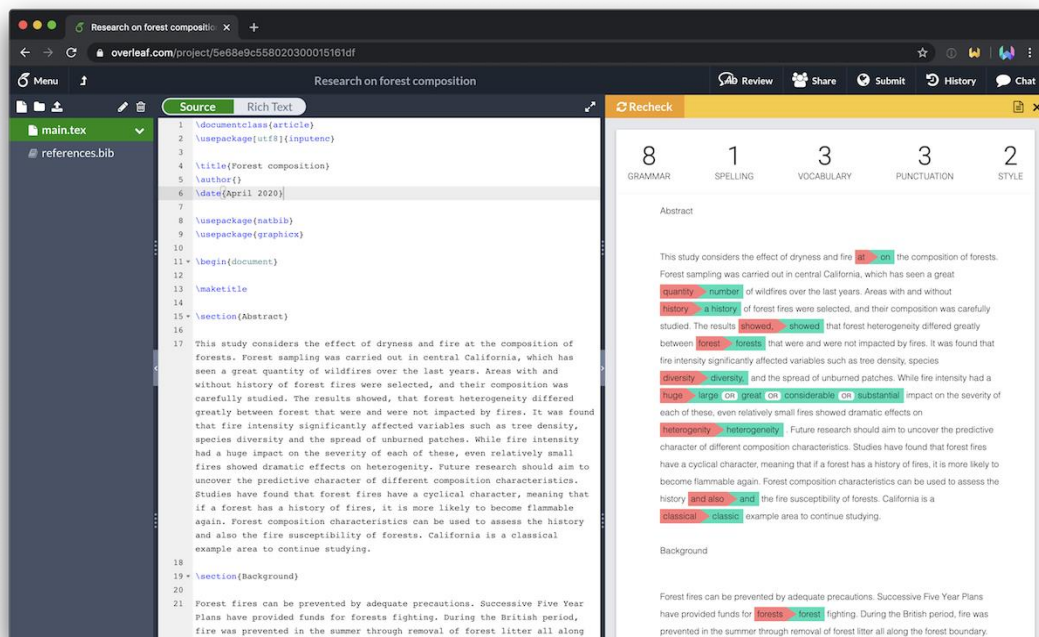 Research on forest compositio
overleaf.com/project/5e68e9c558020300015161df
Menu
Research on forest composition
Review
Share
Submit
History
Chat
Source
Rich Text
Recheck
main.tex
references.bib
1 \documentclass{article}
2 \usepackage[utf8]{inputenc}
3
4 \title{Forest composition}
5 \author{}
6 \date{April 2020}
7
8 \usepackage{natbib}
9 \usepackage{graphicx}
10
11 \begin{document}
12
13 \maketitle
14
15 \section{Abstract}
16
17 This study considers the effect of dryness and fire at the composition of
forests. Forest sampling was carried out in central California, which has
seen a great quantity of wildfires over the last years. Areas with and
without history of forest fires were selected, and their composition was
carefully studied. The results showed, that forest heterogeneity differed
greatly between forest that were and were not impacted by fires. It was found
that fire intensity significantly affected variables such as tree density,
species diversity and the spread of unburned patches. While fire intensity
had a huge impact on the severity of each of these, even relatively small
fires showed dramatic effects on heterogenity. Future research should aim to
uncover the predictive character of different composition characteristics.
Studies have found that forest fires have a cyclical character, meaning that
if a forest has a history of fires, it is more likely to become flammable
again. Forest composition characteristics can be used to assess the history
and also the fire susceptibility of forests. California is a classical
example area to continue studying.
18
19 \section{Background}
20
21 Forest fires can be prevented by adequate precautions. Successive Five Year
Plans have provided funds for forests fighting. During the British period,
fire was prevented in the summer through removal of forest litter all along
8 1 3 3 2
GRAMMAR SPELLING VOCABULARY PUNCTUATION STYLE
Abstract
This study considers the effect of dryness and fire at on the composition of forests.
Forest sampling was carried out in central California, which has seen a great
quantity number of wildfires over the last years. Areas with and without
history a history of forest fires were selected, and their composition was carefully
studied. The results showed, showed that forest heterogeneity differed greatly
between forest forests that were and were not impacted by fires. It was found that
fire intensity significantly affected variables such as tree density, species
diversity diversity, and the spread of unburned patches. While fire intensity had a
huge large OR great OR considerable OR substantial impact on the severity of
each of these, even relatively small fires showed dramatic effects on
heterogenity heterogeneity . Future research should aim to uncover the predictive
character of different composition characteristics. Studies have found that forest fires
have a cyclical character, meaning that if a forest has a history of fires, it is more likely to
become flammable again. Forest composition characteristics can be used to assess the
history and also and the fire susceptibility of forests. California is a
classical classic example area to continue studying.
Background
Forest fires can be prevented by adequate precautions. Successive Five Year Plans
have provided funds for forests forest fighting. During the British period, fire was
prevented in the summer through removal of forest litter all along the forest boundary.